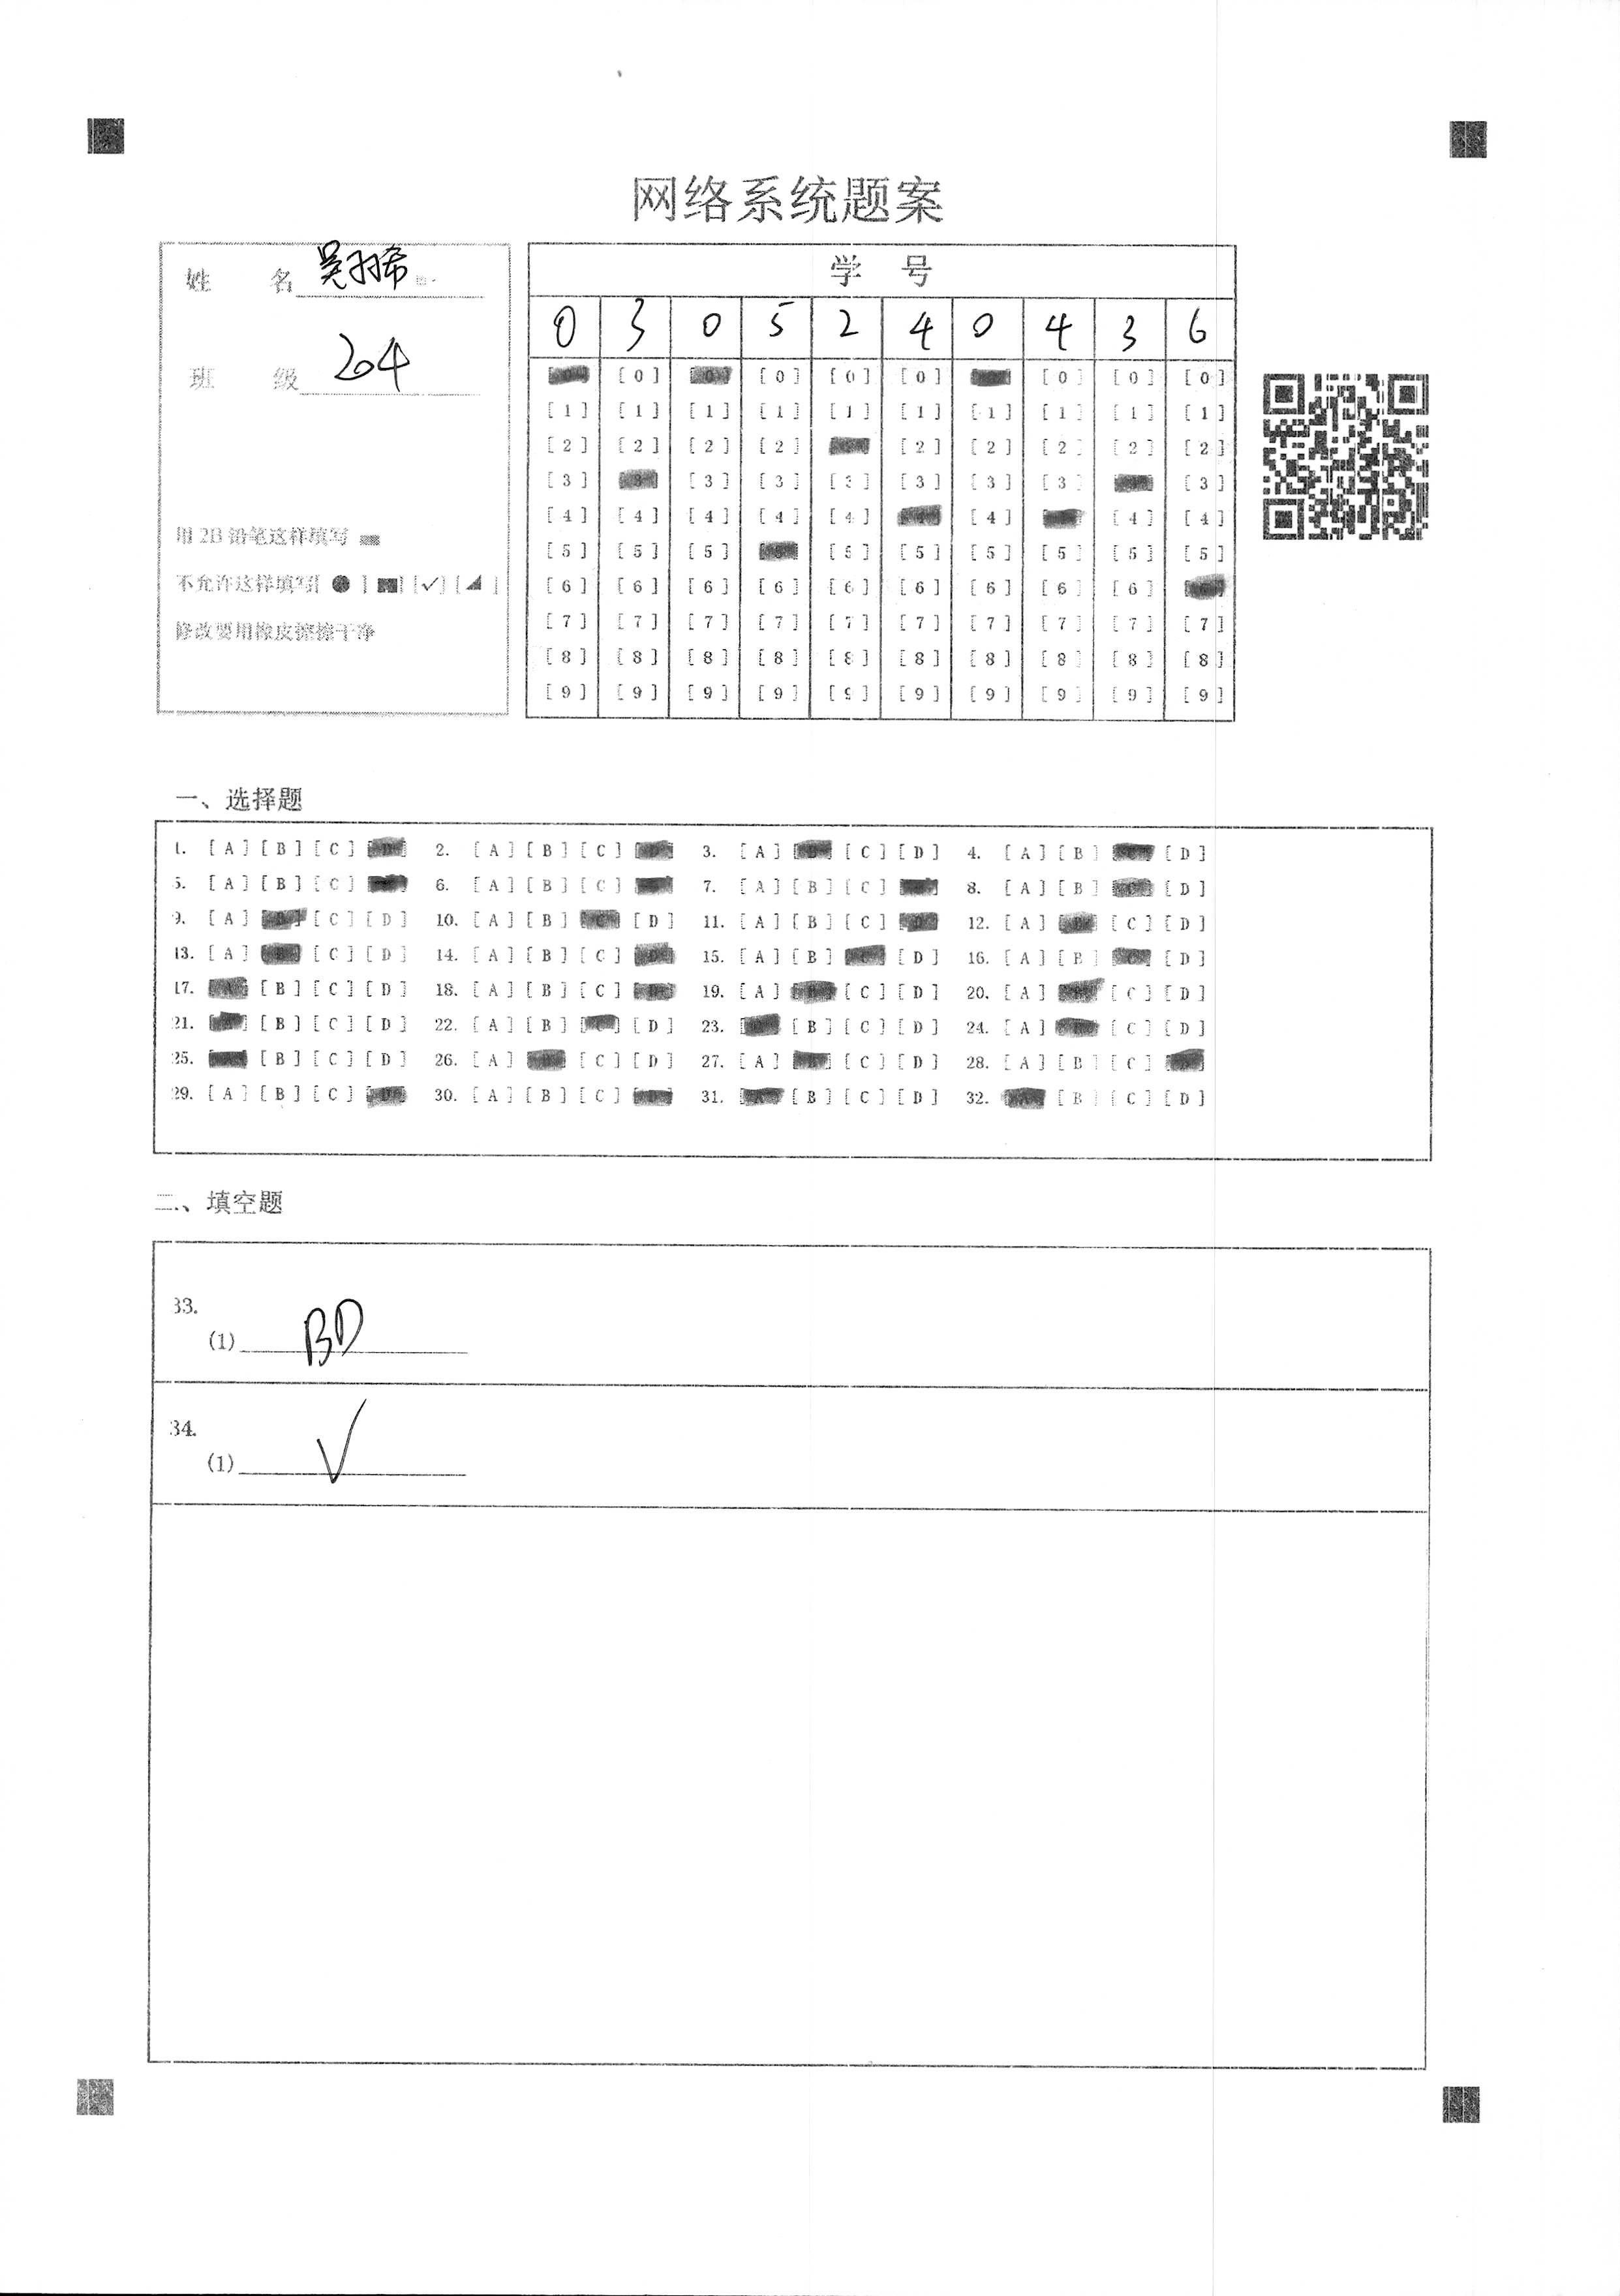 网络系统题案
姓 名 吴羽希
班 级 204
用 2B 铅笔这样填写
不允许这样填写[ ● ] [■] [✓] [◢ ]
修改要用橡皮擦擦干净
学 号
0 3 0 5 2 4 0 4 3 6
[0] [0] [0] [0] [0] [0] [0] [0] [0] [0]
[1] [1] [1] [1] [1] [1] [1] [1] [1] [1]
[2] [2] [2] [2] [2] [2] [2] [2] [2]
[3] [3] [3] [3] [3] [3] [3] [3]
[4] [4] [4] [4] [4] [4] [4] [4]
[5] [5] [5] [5] [5] [5] [5] [5] [5]
[6] [6] [6] [6] [6] [6] [6] [6] [6]
[7] [7] [7] [7] [7] [7] [7] [7] [7] [7]
[8] [8] [8] [8] [8] [8] [8] [8] [8] [8]
[9] [9] [9] [9] [9] [9] [9] [9] [9] [9]
一、选择题
1. [A] [B] [C] [D] 2. [A] [B] [C] [D] 3. [A] [B] [C] [D] 4. [A] [B] [C] [D]
5. [A] [B] [C] 6. [A] [B] [C] 7. [A] [B] [C] 8. [A] [B] [C] [D]
9. [A] [B] [C] [D] 10. [A] [B] [C] [D] 11. [A] [B] [C] [D] 12. [A] [B] [C] [D]
13. [A] [B] [C] [D] 14. [A] [B] [C] [D] 15. [A] [B] [C] [D] 16. [A] [B] [C] [D]
17. [A] [B] [C] [D] 18. [A] [B] [C] [D] 19. [A] [B] [C] [D] 20. [A] [B] [C] [D]
21. [A] [B] [C] [D] 22. [A] [B] [C] [D] 23. [A] [B] [C] [D] 24. [A] [B] [C] [D]
25. [B] [C] [D] 26. [A] [B] [C] [D] 27. [A] [B] [C] [D] 28. [A] [B] [C] [D]
29. [A] [B] [C] [D] 30. [A] [B] [C] [D] 31. [A] [B] [C] [D] 32. [A] [B] [C] [D]
二、填空题
33.
(1) BD
34.
(1) √